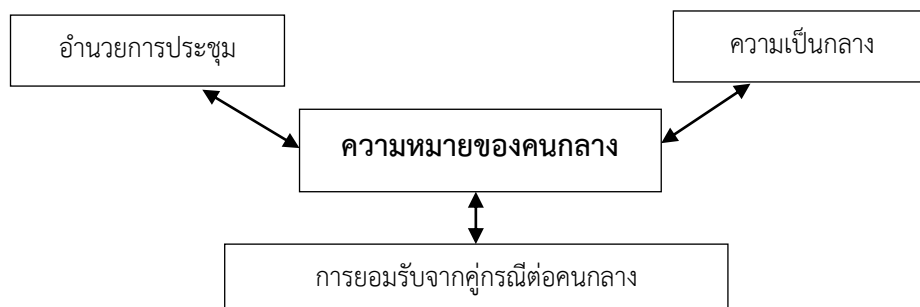 อำนวยการประชุม
ความเป็นกลาง
ความหมายของคนกลาง
การยอมรับจากคู่กรณีต่อคนกลาง